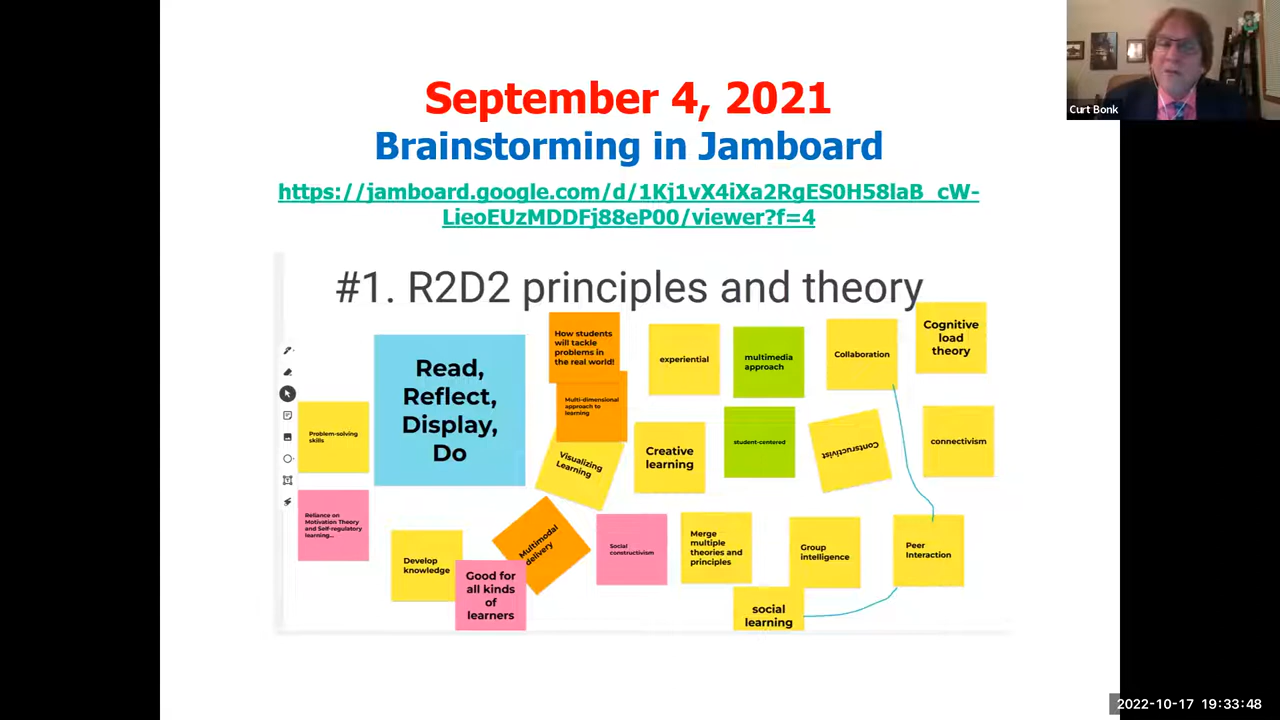 September 4, 2021
Brainstorming in Jamboard
https://jamboard.google.com/d/1Kj1vX4iXa2RgES0H58laB_cW-
LieoEUzMDDFj88eP00/viewer?f=4
Curt Bonk
#1. R2D2 principles and theory
Read,
Reflect,
Display,
Do
How students
will tackle
problems in
the real world!
Multi-dimensional
approach to
learning
experiential
multimedia
approach
Collaboration
Cognitive
load
theory
Problem-solving
skills
Visualizing
Learning
Creative
learning
student-centered
Contsructivist
connectivism
Reliance on
Motivation Theory
and Self-regulatory
learning...
Develop
knowledge
Multimodal
delivery
Good for
all kinds
of
learners
Social
constructivism
Merge
multiple
theories and
principles
Group
intelligence
Peer
Interaction
social
learning
2022-10-17 19:33:48